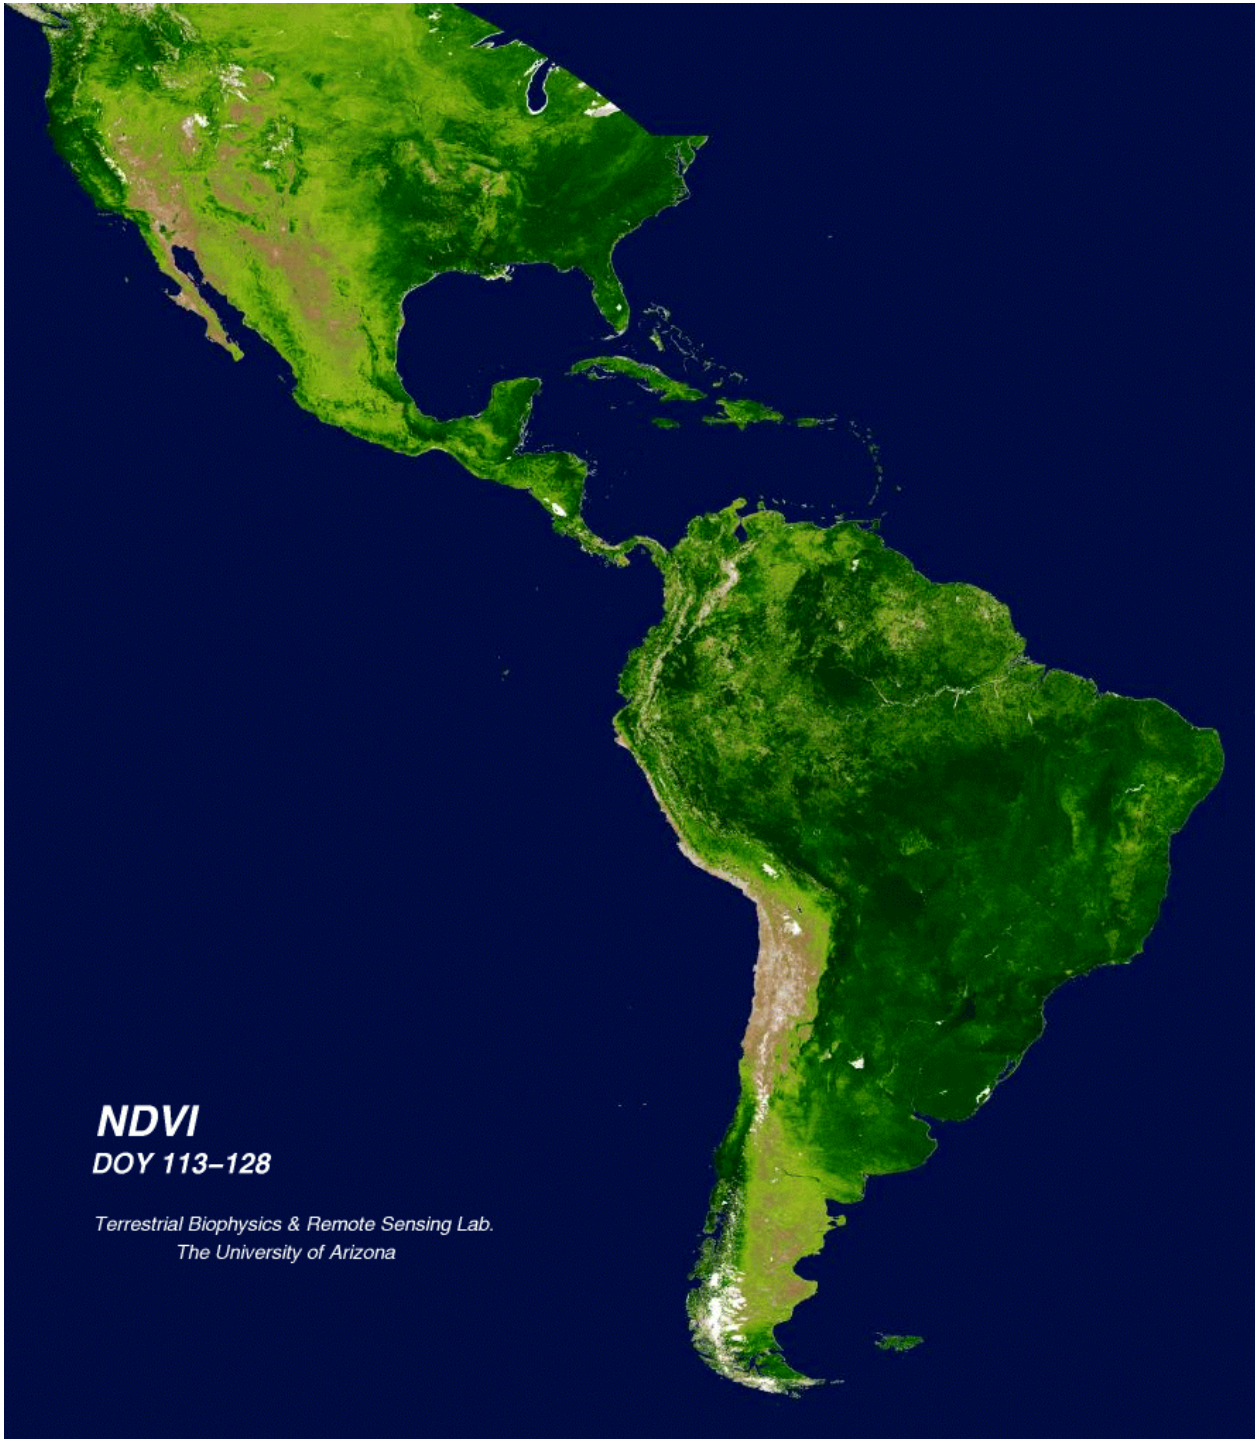 NDVI
DOY 113–128
Terrestrial Biophysics & Remote Sensing Lab.
The University of Arizona